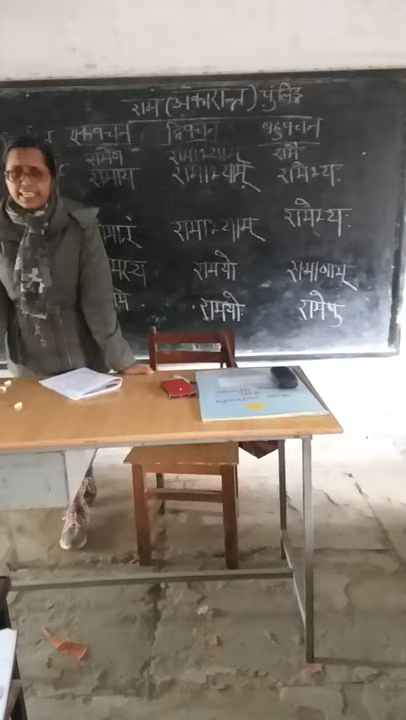 राम (अकारान्त) पुंलिङ्ग
एकवचन द्विवचन बहुवचन
रामेण रामाभ्याम् रामैः
रामाय रामाभ्याम् रामेभ्यः
रामाभ्याम् रामेभ्यः
रामयो रामाणाम्
रामयो रामेषु